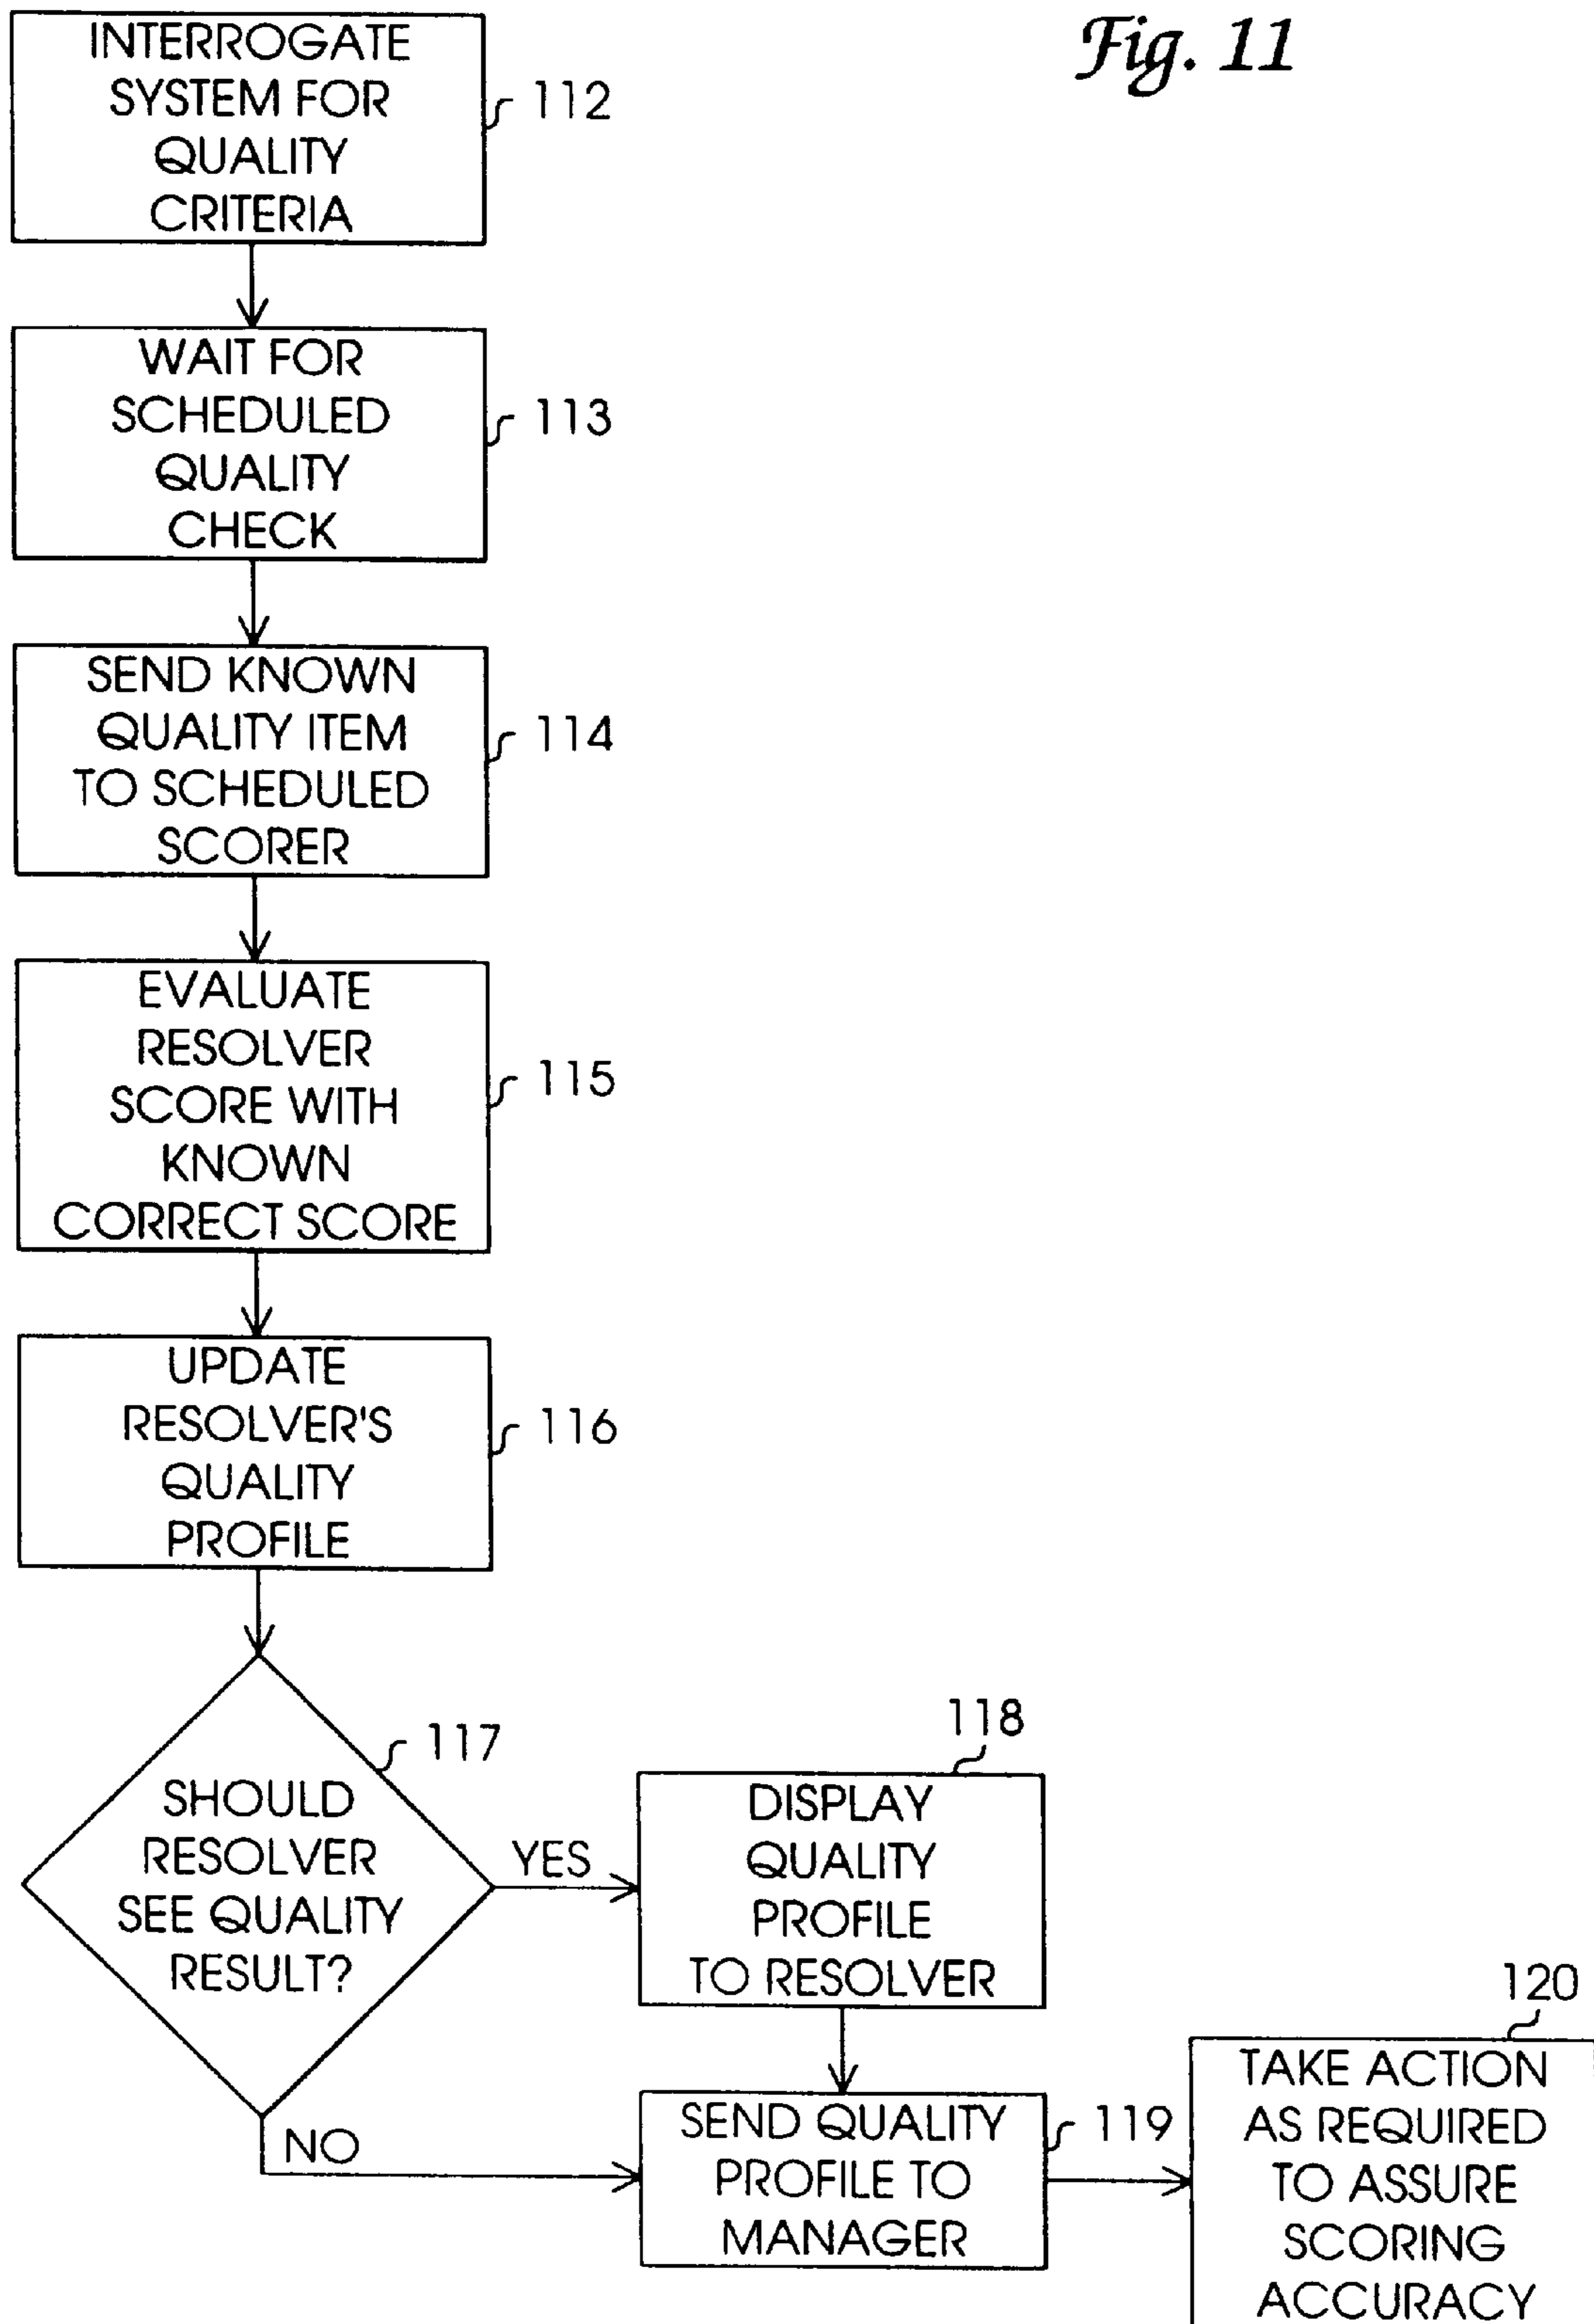 Fig. 11
INTERROGATE
SYSTEM FOR
QUALITY
CRITERIA
112
WAIT FOR
SCHEDULED
QUALITY
CHECK
113
SEND KNOWN
QUALITY ITEM
TO SCHEDULED
SCORER
114
EVALUATE
RESOLVER
SCORE WITH
KNOWN
CORRECT SCORE
115
UPDATE
RESOLVER'S
QUALITY
PROFILE
116
117
SHOULD
RESOLVER
SEE QUALITY
RESULT?
YES
NO
118
DISPLAY
QUALITY
PROFILE
TO RESOLVER
SEND QUALITY
PROFILE TO
MANAGER
119
120
TAKE ACTION
AS REQUIRED
TO ASSURE
SCORING
ACCURACY